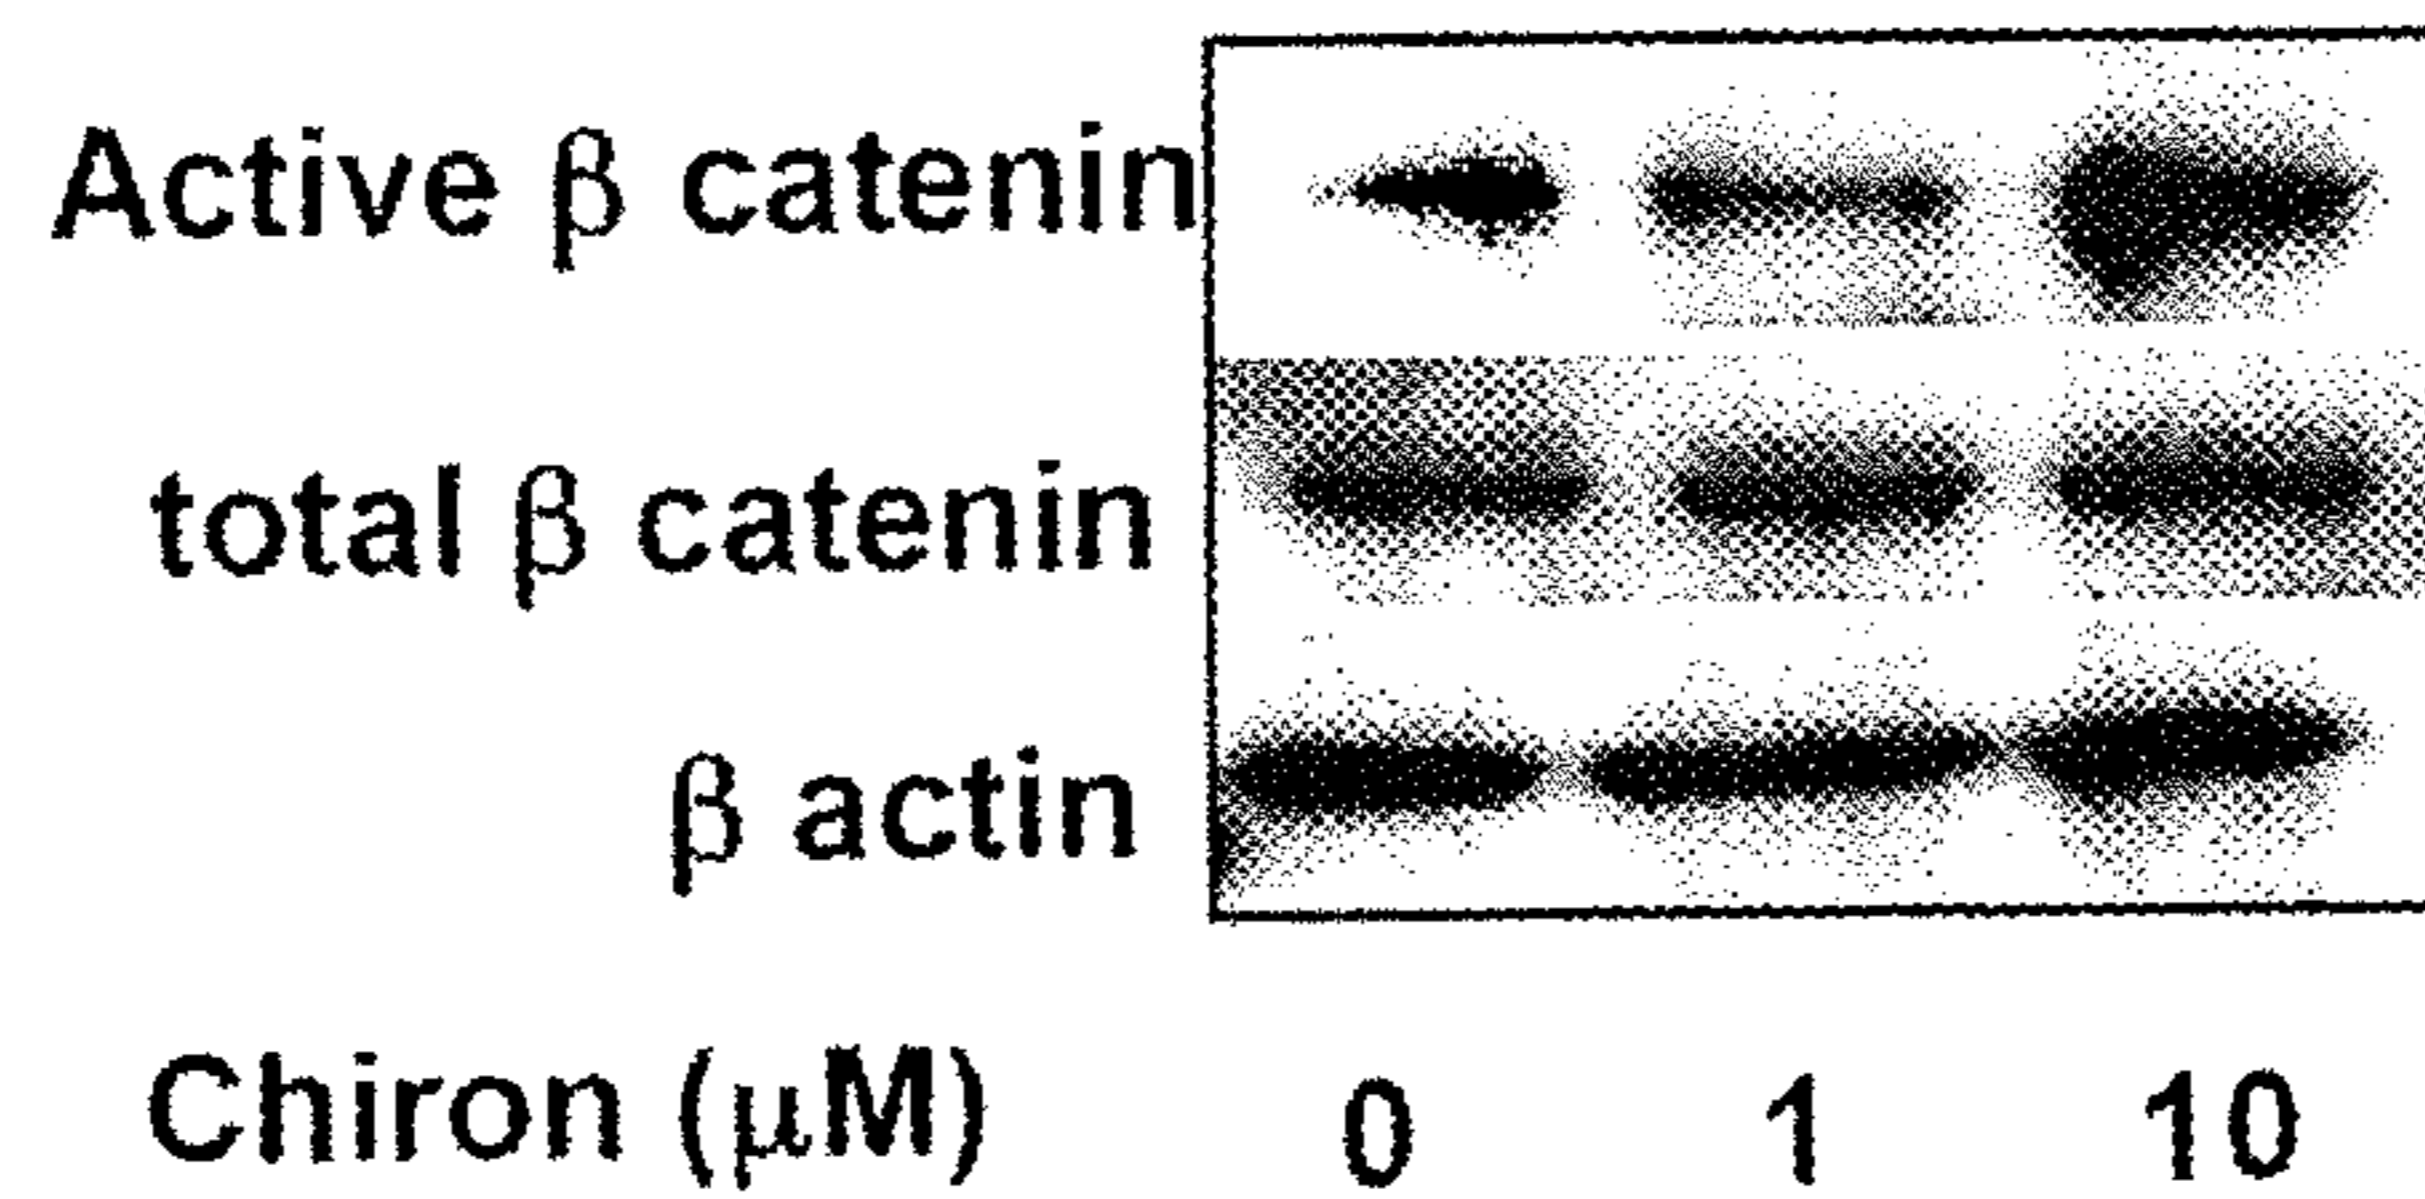 Active β catenin
total β catenin
β actin
Chiron (μM) 0 1 10